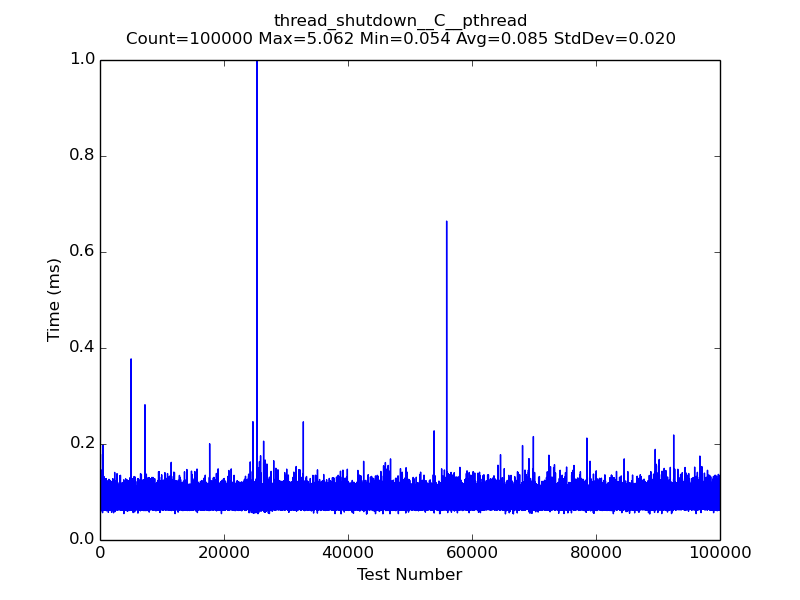 thread_shutdown__C__pthread
Count=100000 Max=5.062 Min=0.054 Avg=0.085 StdDev=0.020
1.0
0.8
0.6
0.4
0.2
0.0
Time (ms)
0 20000 40000 60000 80000 100000
Test Number